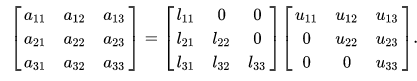 [ a₁₁ a₁₂ a₁₃ ] = [ l₁₁ 0 0 ] [ u₁₁ u₁₂ u₁₃ ]
[ a₂₁ a₂₂ a₂₃ ] = [ l₂₁ l₂₂ 0 ] [ 0 u₂₂ u₂₃ ]
[ a₃₁ a₃₂ a₃₃ ] = [ l₃₁ l₃₂ l₃₃ ] [ 0 0 u₃₃ ].